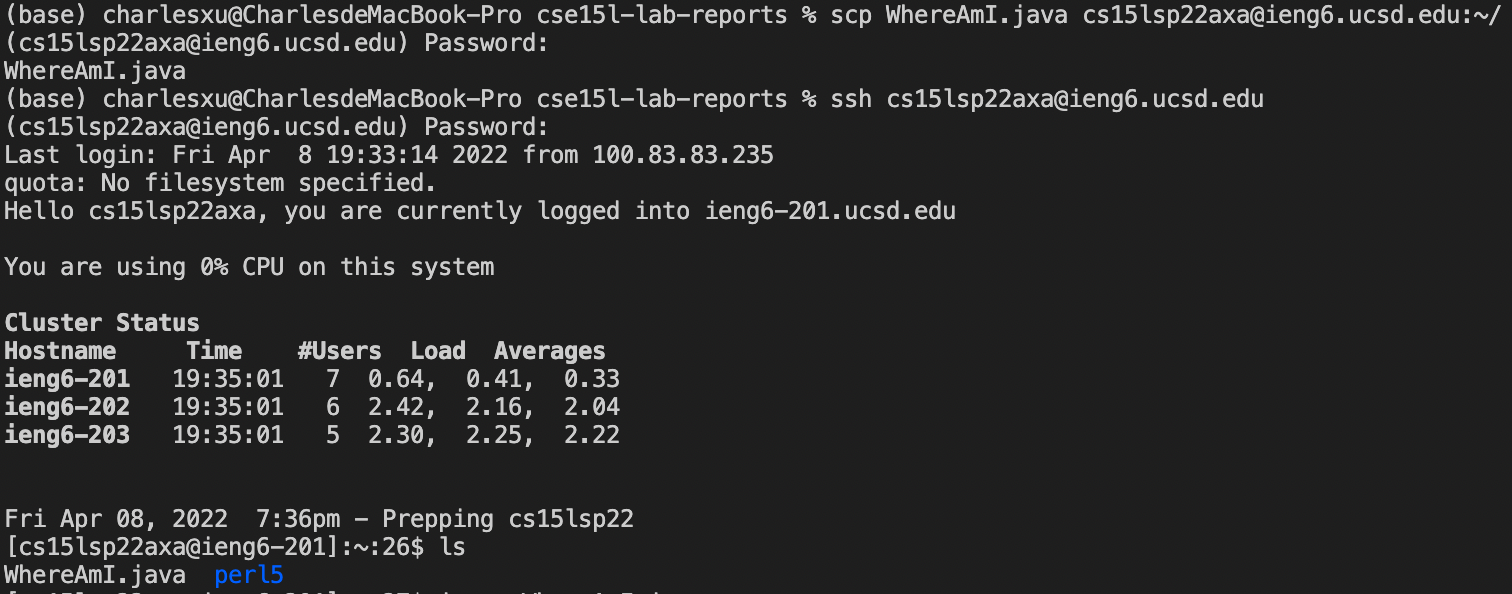 (base) charlesxu@CharlesdeMacBook-Pro cse15l-lab-reports % scp WhereAmI.java cs15lsp22axa@ieng6.ucsd.edu:~/
(cs15lsp22axa@ieng6.ucsd.edu) Password:
WhereAmI.java
(base) charlesxu@CharlesdeMacBook-Pro cse15l-lab-reports % ssh cs15lsp22axa@ieng6.ucsd.edu
(cs15lsp22axa@ieng6.ucsd.edu) Password:
Last login: Fri Apr  8 19:33:14 2022 from 100.83.83.235
quota: No filesystem specified.
Hello cs15lsp22axa, you are currently logged into ieng6-201.ucsd.edu
You are using 0% CPU on this system
Cluster Status
Hostname     Time    #Users  Load  Averages
ieng6-201   19:35:01   7  0.64,  0.41,  0.33
ieng6-202   19:35:01   6  2.42,  2.16,  2.04
ieng6-203   19:35:01   5  2.30,  2.25,  2.22
Fri Apr 08, 2022  7:36pm - Prepping cs15lsp22
[cs15lsp22axa@ieng6-201]:~:26$ ls
WhereAmI.java  perl5